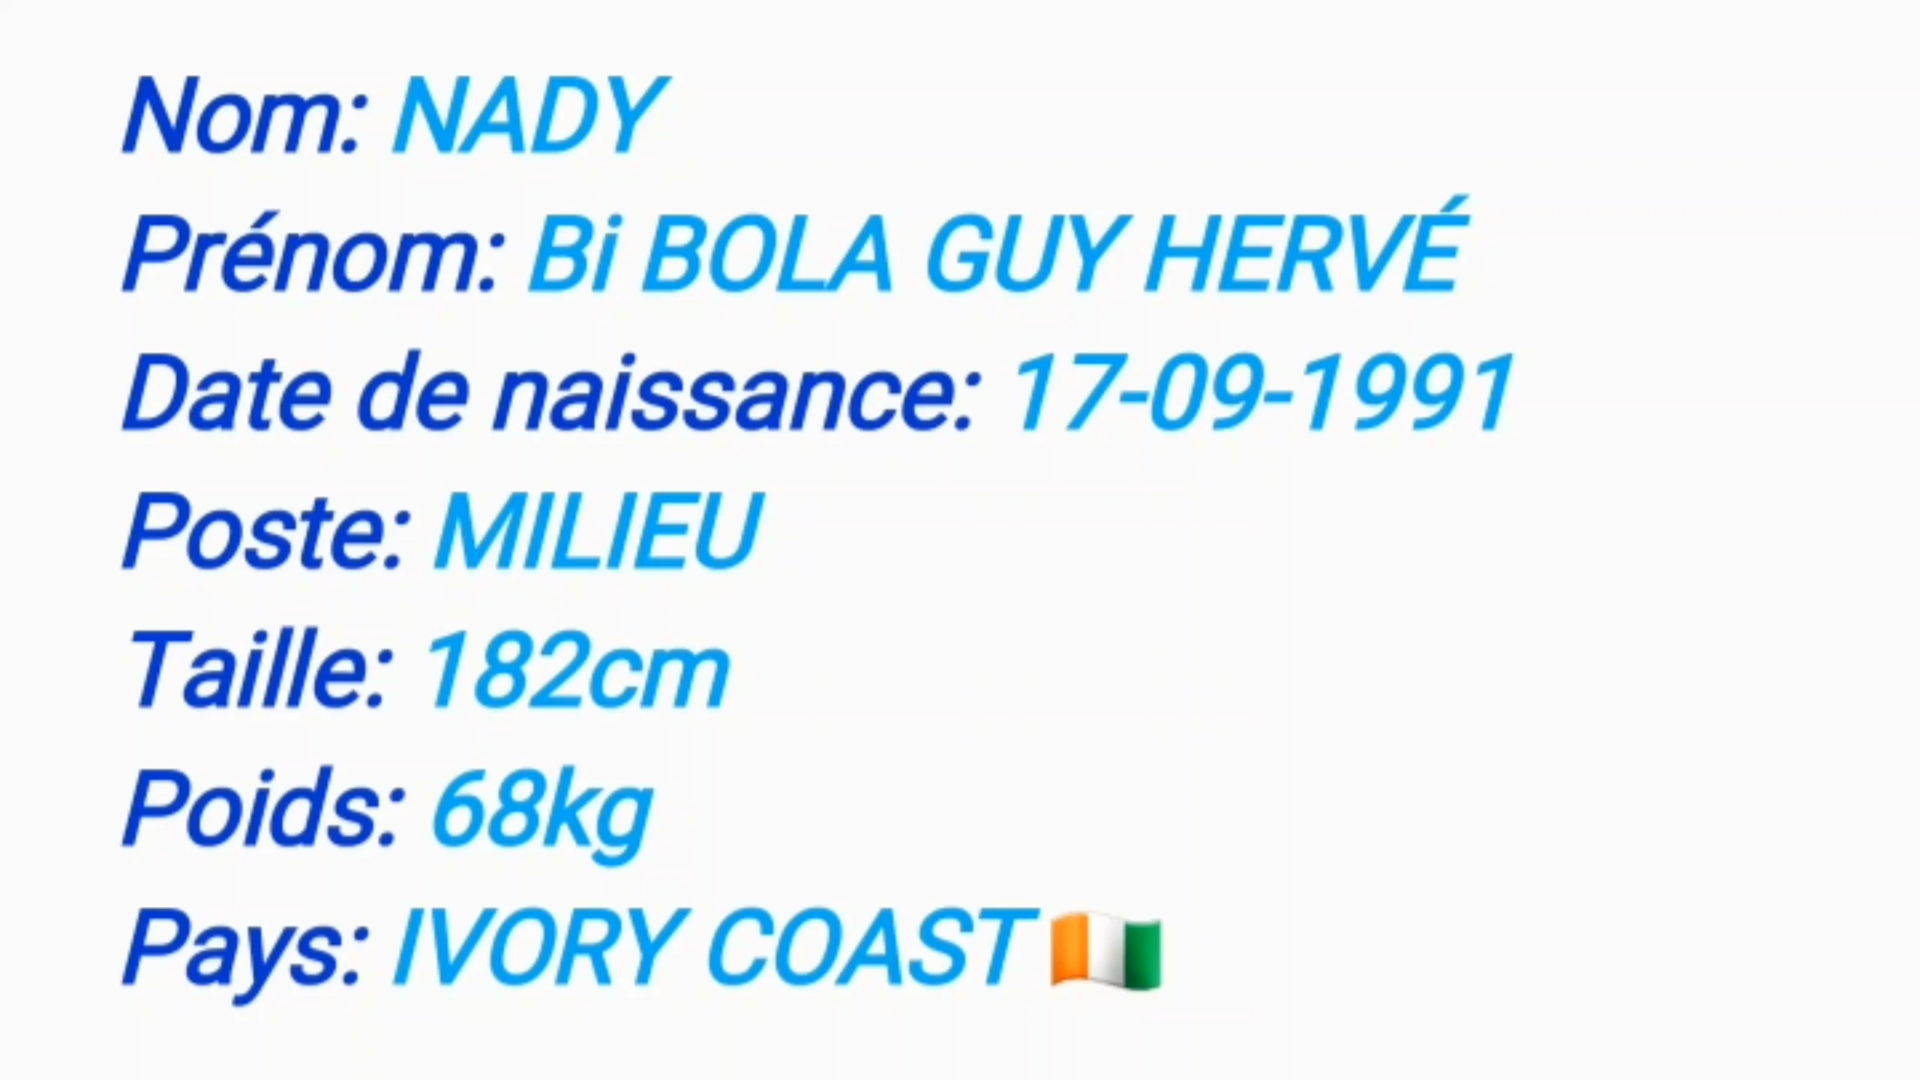 Nom: NADY
Prénom: Bi BOLA GUY HERVÉ
Date de naissance: 17-09-1991
Poste: MILIEU
Taille: 182cm
Poids: 68kg
Pays: IVORY COAST 🇨🇮